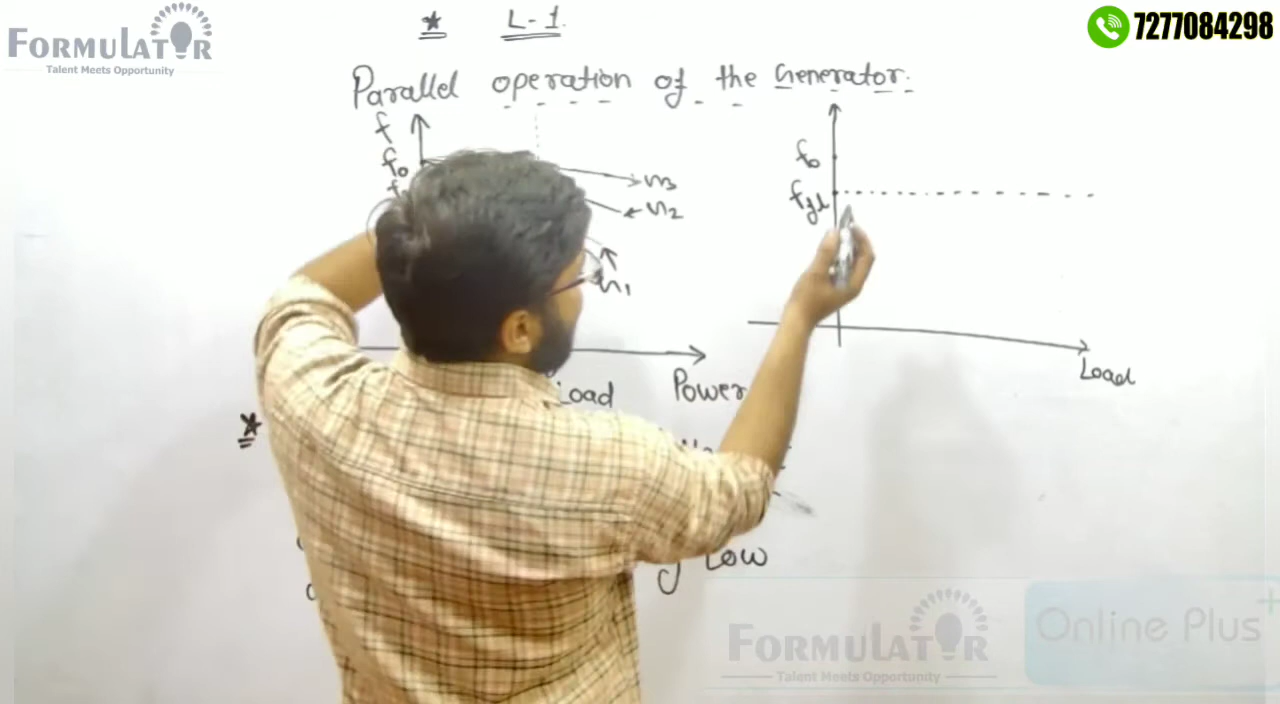 FORMULATOR
Talent Meets Opportunity
* L-1.
7277084298
Parallel operation of the Generator.
f
f₀
n₃
n₂
n₁
Load
Power
f₀
f_fl
Load
*
Low
FORMULATOR
Talent Meets Opportunity
Online Plus +